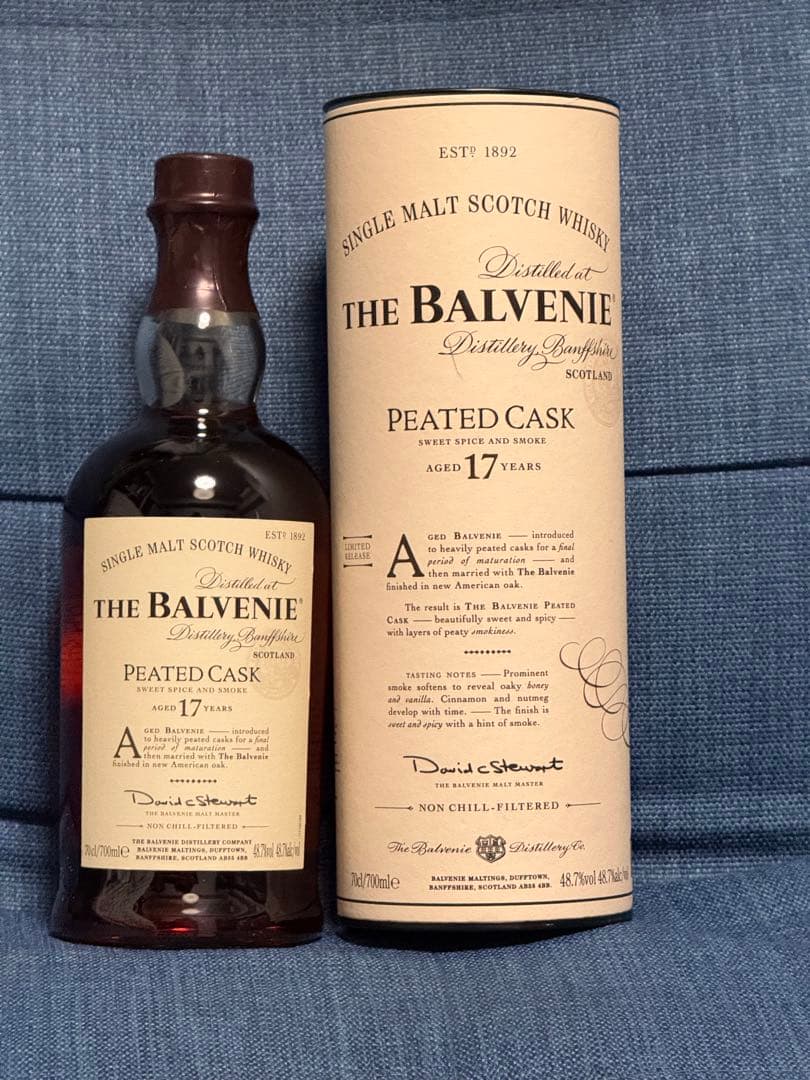 ESTD 1892
SINGLE MALT SCOTCH WHISKY
Distilled at
THE BALVENIE®
Distillery, Banffshire
SCOTLAND
PEATED CASK
SWEET SPICE AND SMOKE
AGED 17 YEARS
AGED BALVENIE — introduced
to heavily peated casks for a final
period of maturation — and
then married with The Balvenie
finished in new American oak.
David C Stewart
THE BALVENIE MALT MASTER
NON CHILL-FILTERED
THE BALVENIE DISTILLERY COMPANY
BALVENIE MALTINGS, DUFFTOWN,
BANFFSHIRE, SCOTLAND AB55 4BB
70cl/700ml℮
48.7%vol 48.7%alc/vol
ESTD 1892
SINGLE MALT SCOTCH WHISKY
Distilled at
THE BALVENIE®
Distillery, Banffshire
SCOTLAND
PEATED CASK
SWEET SPICE AND SMOKE
AGED 17 YEARS
LIMITED
RELEASE
AGED BALVENIE — introduced
to heavily peated casks for a final
period of maturation — and
then married with The Balvenie
finished in new American oak.
The result is THE BALVENIE PEATED
CASK — beautifully sweet and spicy —
with layers of peaty smokiness.
TASTING NOTES — Prominent
smoke softens to reveal oaky honey
and vanilla. Cinnamon and nutmeg
develop with time. — The finish is
sweet and spicy with a hint of smoke.
David C Stewart
THE BALVENIE MALT MASTER
NON CHILL-FILTERED
The Balvenie Distillery Co.
70cl/700ml℮
BALVENIE MALTINGS, DUFFTOWN,
BANFFSHIRE, SCOTLAND AB55 4BB.
48.7%vol 48.7%alc/vol